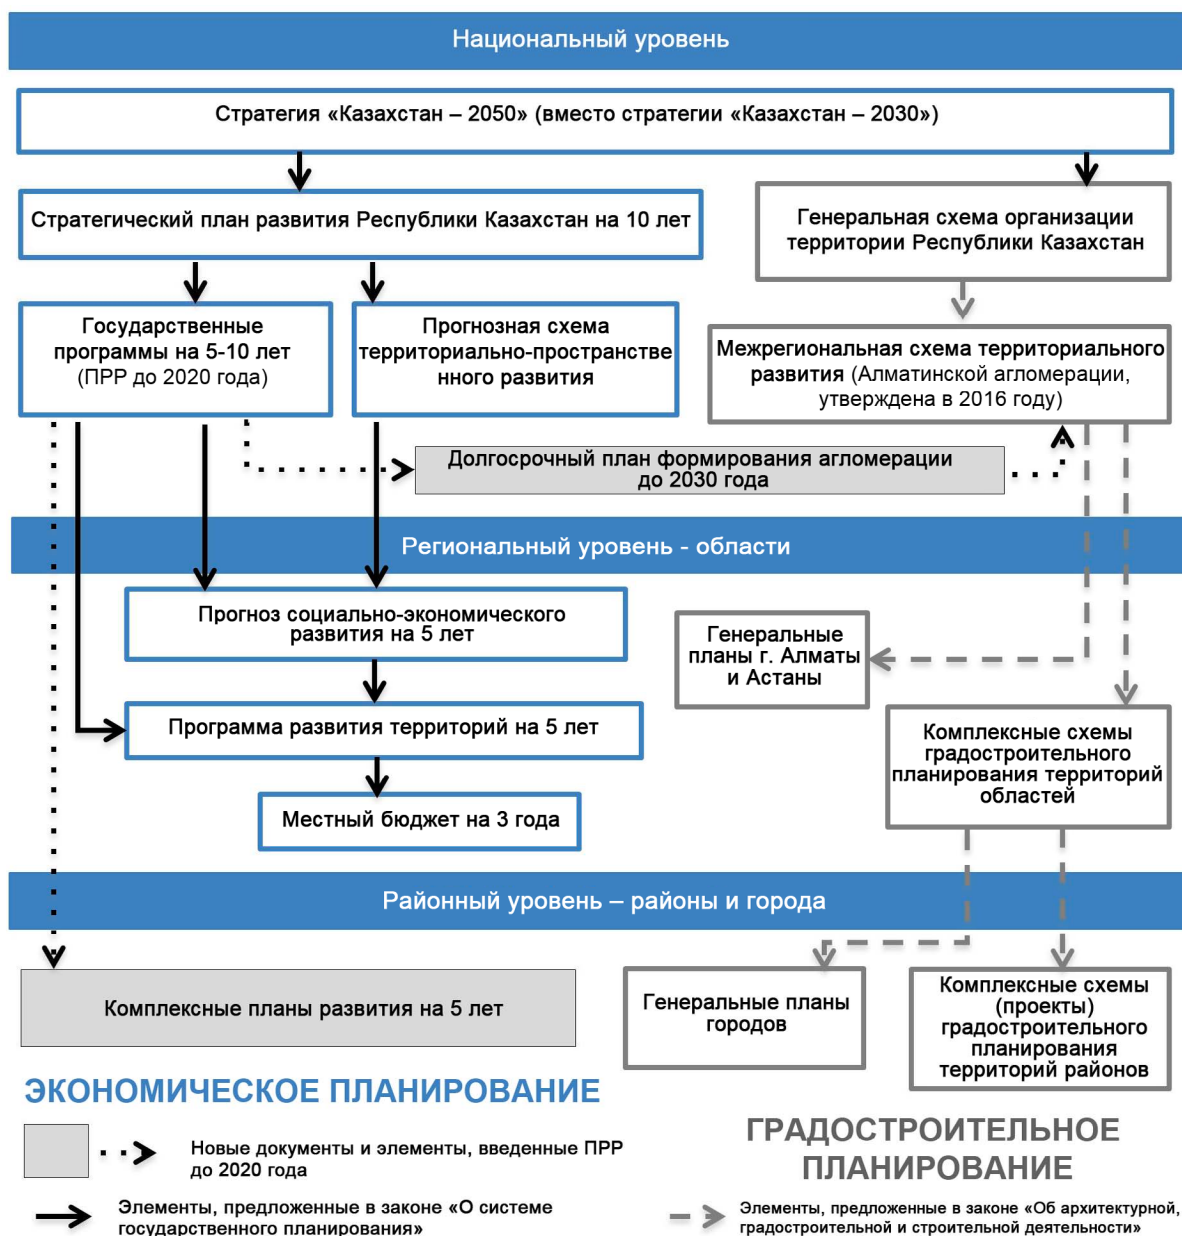 Национальный уровень
Стратегия «Казахстан – 2050» (вместо стратегии «Казахстан – 2030»)
Стратегический план развития Республики Казахстан на 10 лет
Генеральная схема организации
территории Республики Казахстан
Государственные
программы на 5-10 лет
(ПРР до 2020 года)
Прогнозная схема
территориально-простран­стве
нного развития
Межрегиональная схема территориального
развития (Алматинской агломерации,
утверждена в 2016 году)
Долгосрочный план формирования агломерации
до 2030 года
Региональный уровень - области
Прогноз социально-экономического
развития на 5 лет
Генеральные
планы г. Алматы
и Астаны
Программа развития территорий на 5 лет
Комплексные схемы
градостроительного
планирования территорий
областей
Местный бюджет на 3 года
Районный уровень – районы и города
Комплексные планы развития на 5 лет
Генеральные планы
городов
Комплексные схемы
(проекты)
градостроительного
планирования
территорий районов
ЭКОНОМИЧЕСКОЕ ПЛАНИРОВАНИЕ
Новые документы и элементы, введенные ПРР
до 2020 года
Элементы, предложенные в законе «О системе
государственного планирования»
ГРАДОСТРОИТЕЛЬНОЕ
ПЛАНИРОВАНИЕ
Элементы, предложенные в законе «Об архитектурной,
градостроительной и строительной деятельности»